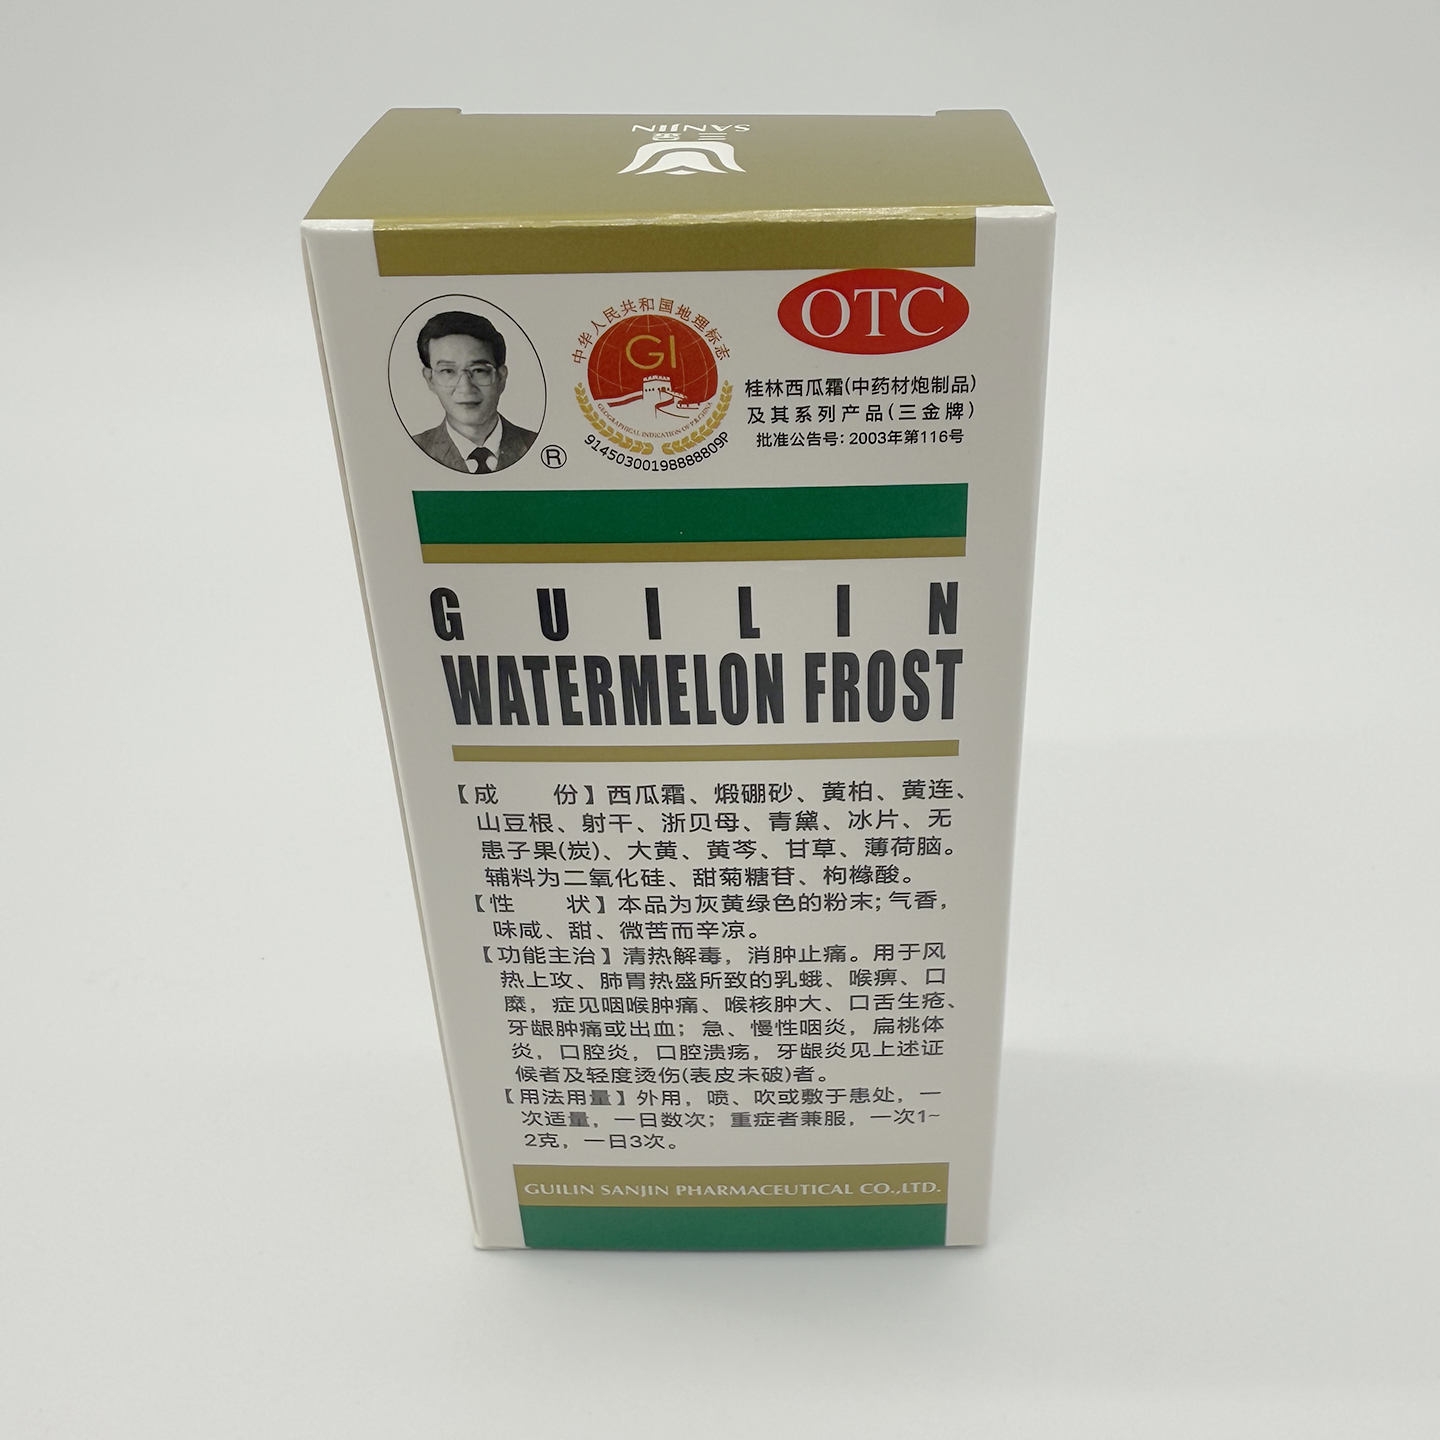 三金
SANJIN
中华人民共和国地理标志
GI
GEOGRAPHICAL INDICATION OF P.R.CHINA
91450300198888809P
®
OTC
桂林西瓜霜(中药材炮制品)
及其系列产品(三金牌)
批准公告号: 2003年第116号
GUILIN
WATERMELON FROST
【成 份】西瓜霜、煅硼砂、黄柏、黄连、
山豆根、射干、浙贝母、青黛、冰片、无
患子果(炭)、大黄、黄芩、甘草、薄荷脑。
辅料为二氧化硅、甜菊糖苷、枸橼酸。
【性 状】本品为灰黄绿色的粉末;气香,
味咸、甜、微苦而辛凉。
【功能主治】清热解毒,消肿止痛。用于风
热上攻、肺胃热盛所致的乳蛾、喉痹、口
糜,症见咽喉肿痛、喉核肿大、口舌生疮、
牙龈肿痛或出血;急、慢性咽炎,扁桃体
炎,口腔炎,口腔溃疡,牙龈炎见上述证
候者及轻度烫伤(表皮未破)者。
【用法用量】外用,喷、吹或敷于患处,一
次适量,一日数次;重症者兼服,一次1~
2克,一日3次。
GUILIN SANJIN PHARMACEUTICAL CO.,LTD.